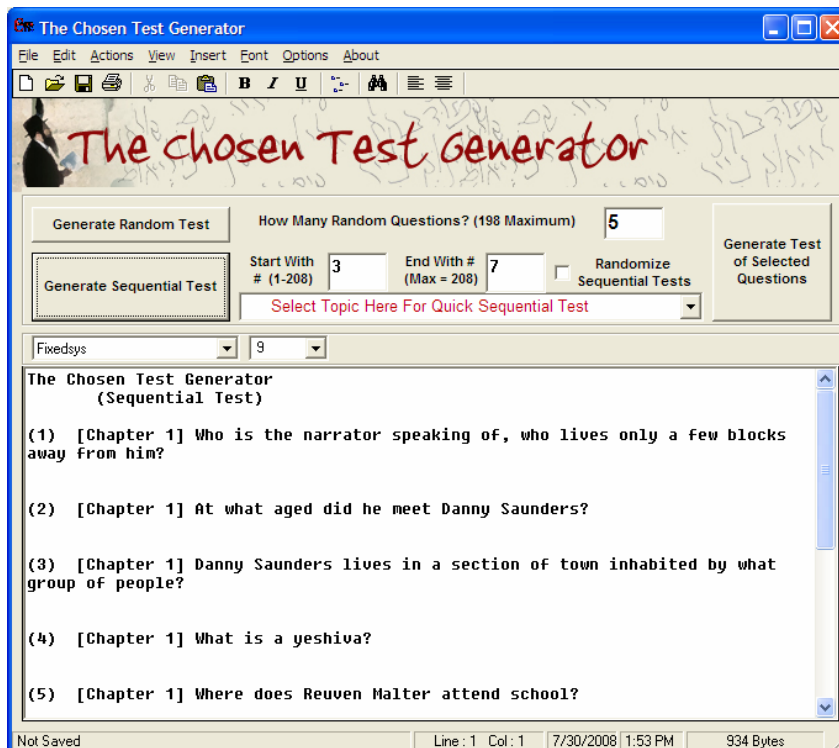 The Chosen Test Generator
File Edit Actions View Insert Font Options About
B I U
The Chosen Test Generator
Generate Random Test
How Many Random Questions? (198 Maximum)
5
Generate Test
of Selected
Questions
Generate Sequential Test
Start With
# (1-208)
3
End With #
(Max = 208)
7
Randomize
Sequential Tests
Select Topic Here For Quick Sequential Test
Fixedsys
9
The Chosen Test Generator
(Sequential Test)
(1) [Chapter 1] Who is the narrator speaking of, who lives only a few blocks
away from him?
(2) [Chapter 1] At what aged did he meet Danny Saunders?
(3) [Chapter 1] Danny Saunders lives in a section of town inhabited by what
group of people?
(4) [Chapter 1] What is a yeshiva?
(5) [Chapter 1] Where does Reuven Malter attend school?
Not Saved
Line : 1 Col : 1
7/30/2008
1:53 PM
934 Bytes